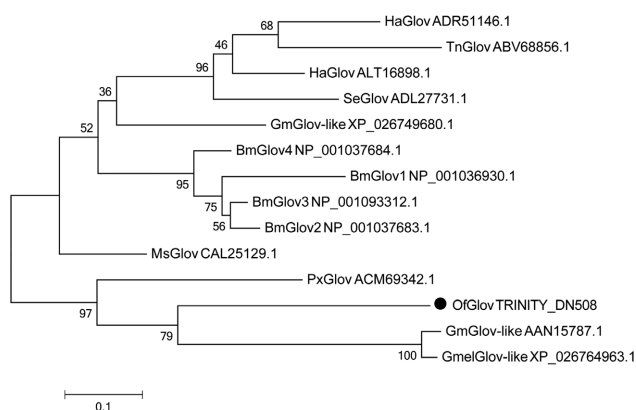 HaGlov ADR51146.1
68
TnGlov ABV68856.1
46
96
HaGlov ALT16898.1
SeGlov ADL27731.1
36
GmGlov-like XP_026749680.1
52
BmGlov4 NP_001037684.1
95
BmGlov1 NP_001036930.1
75
BmGlov3 NP_001093312.1
56
BmGlov2 NP_001037683.1
MsGlov CAL25129.1
PxGlov ACM69342.1
97
OfGlov TRINITY_DN508
79
GmGlov-like AAN15787.1
100
GmelGlov-like XP_026764963.1
0.1